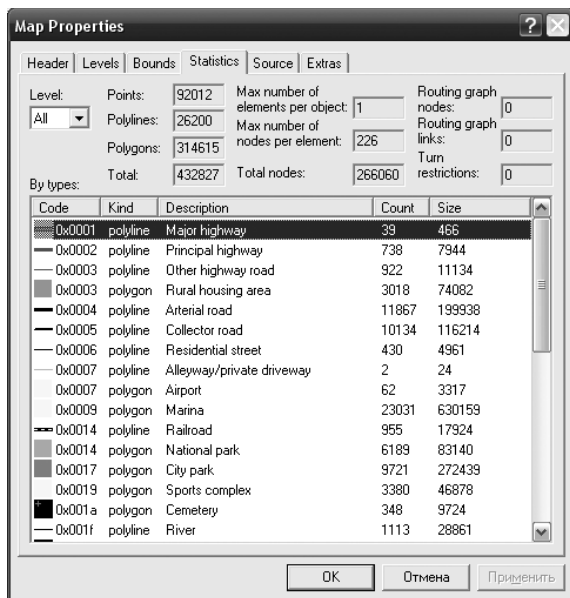 Map Properties
Header Levels Bounds Statistics Source Extras
Level: Points: 92012 Max number of elements per object: 1 Routing graph nodes: 0
All Polylines: 26200 Max number of nodes per element: 226 Routing graph links: 0
Polygons: 314615 Turn restrictions: 0
Total: 432827 Total nodes: 266060
By types:
Code Kind Description Count Size
0x0001 polyline Major highway 39 466
0x0002 polyline Principal highway 738 7944
0x0003 polyline Other highway road 922 11134
0x0003 polygon Rural housing area 3018 74082
0x0004 polyline Arterial road 11867 199938
0x0005 polyline Collector road 10134 116214
0x0006 polyline Residential street 430 4961
0x0007 polyline Alleyway/private driveway 2 24
0x0007 polygon Airport 62 3317
0x0009 polygon Marina 23031 630159
0x0014 polyline Railroad 955 17924
0x0014 polygon National park 6189 83140
0x0017 polygon City park 9721 272439
0x0019 polygon Sports complex 3380 46878
0x001a polygon Cemetery 348 9724
0x001f polyline River 1113 28861
OK Отмена Применить